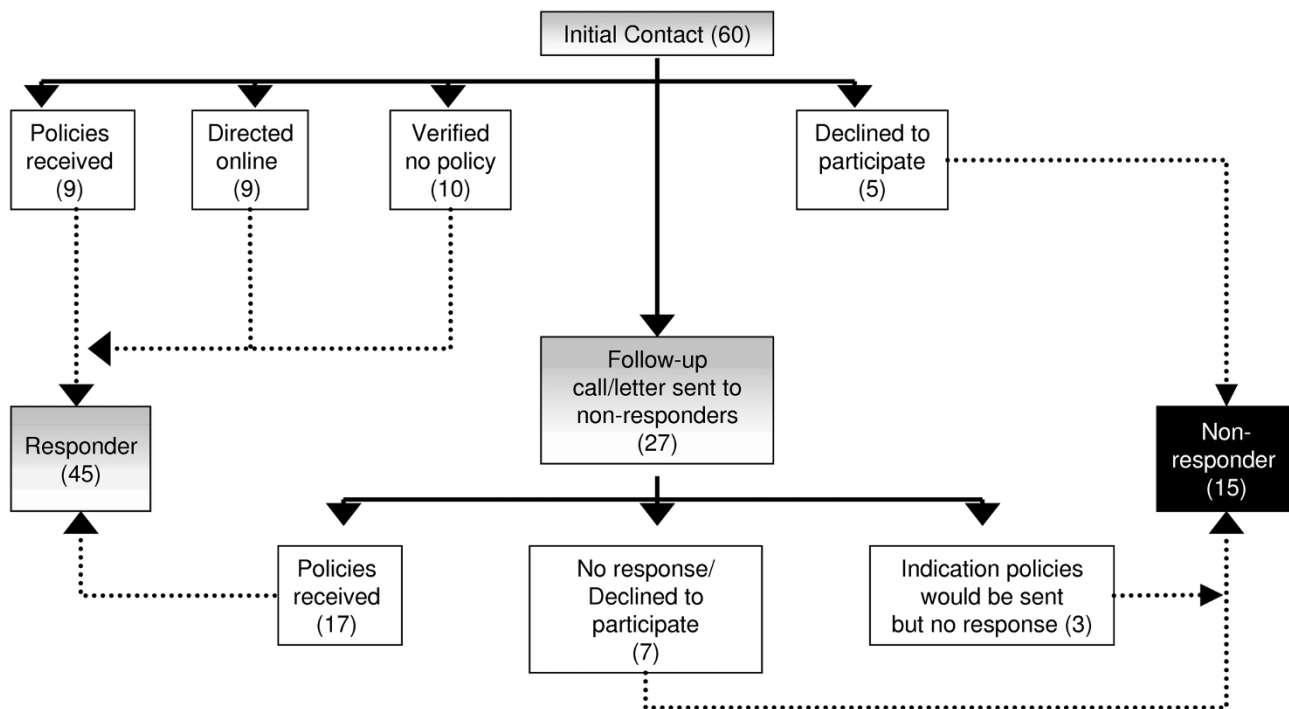 Initial Contact (60)
Policies
received
(9)
Directed
online
(9)
Verified
no policy
(10)
Declined to
participate
(5)
Follow-up
call/letter sent to
non-responders
(27)
Responder
(45)
Non-
responder
(15)
Policies
received
(17)
No response/
Declined to
participate
(7)
Indication policies
would be sent
but no response (3)